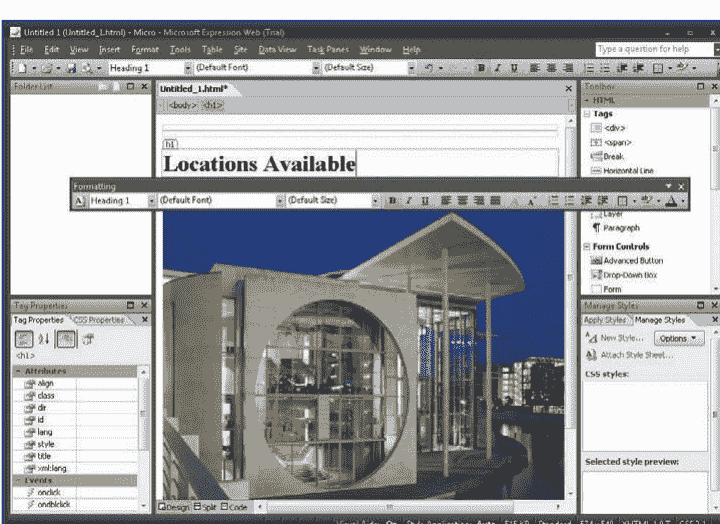 Untitled 1 (Untitled_1.html) - Micro - Microsoft Expression Web (Trial)
File Edit View Insert Format Tools Table Site Data View Task Panes Window Help Type a question for help
Heading 1 (Default Font) (Default Size) B I U
Folder List
Untitled_1.html*
<body> <h1>
h1
Locations Available
Toolbox
HTML
Tags
<div>
<span>
Break
Horizontal Line
Formatting
Heading 1 (Default Font) (Default Size) B I U
Layer
Paragraph
Form Controls
Advanced Button
Drop-Down Box
Form
Tag Properties
Tag Properties CSS Properties
<h1>
Attributes
align
class
dir
id
lang
style
title
xml:lang
Events
onclick
ondblclick
Manage Styles
Apply Styles Manage Styles
New Style... Options
Attach Style Sheet...
CSS styles:
Selected style preview:
Design Split Code